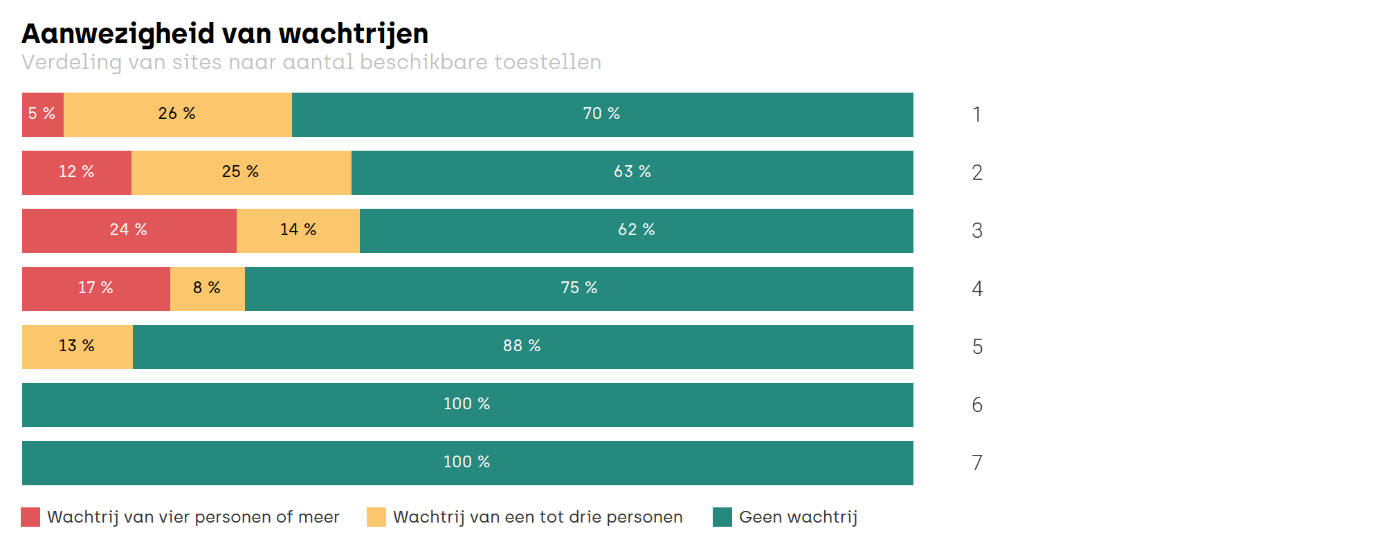 Aanwezigheid van wachtrijen
Verdeling van sites naar aantal beschikbare toestellen
5 % 26 % 70 % 1
12 % 25 % 63 % 2
24 % 14 % 62 % 3
17 % 8 % 75 % 4
13 % 88 % 5
100 % 6
100 % 7
Wachtrij van vier personen of meer Wachtrij van een tot drie personen Geen wachtrij